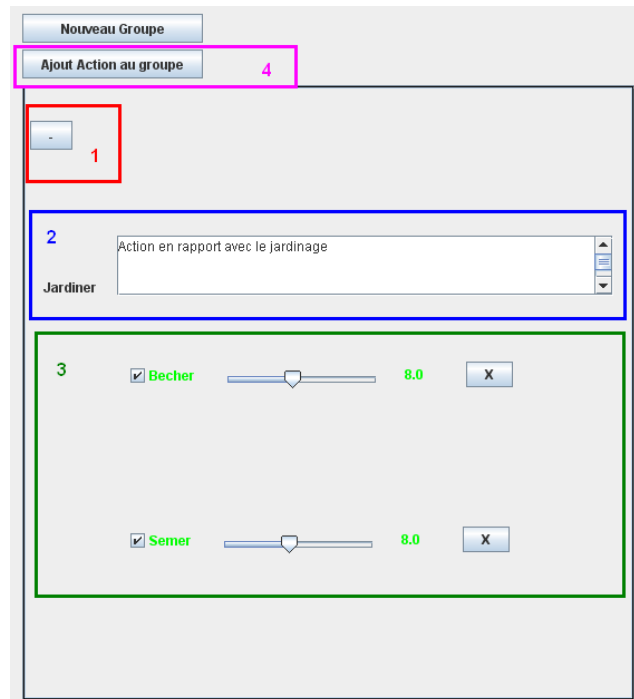 Nouveau Groupe
Ajout Action au groupe
4
-
1
2
Action en rapport avec le jardinage
Jardiner
3
Becher 8.0 X
Semer 8.0 X